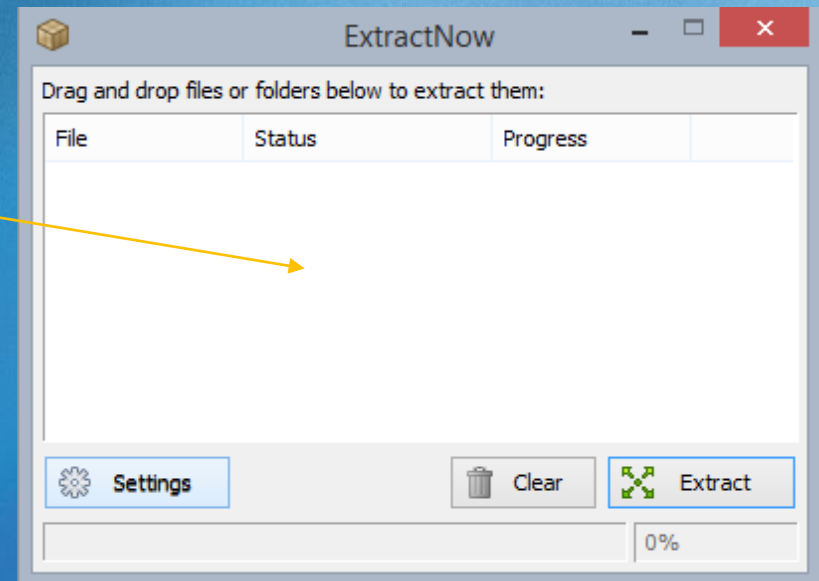 ExtractNow
Drag and drop files or folders below to extract them:
File Status Progress
Settings Clear Extract
0%